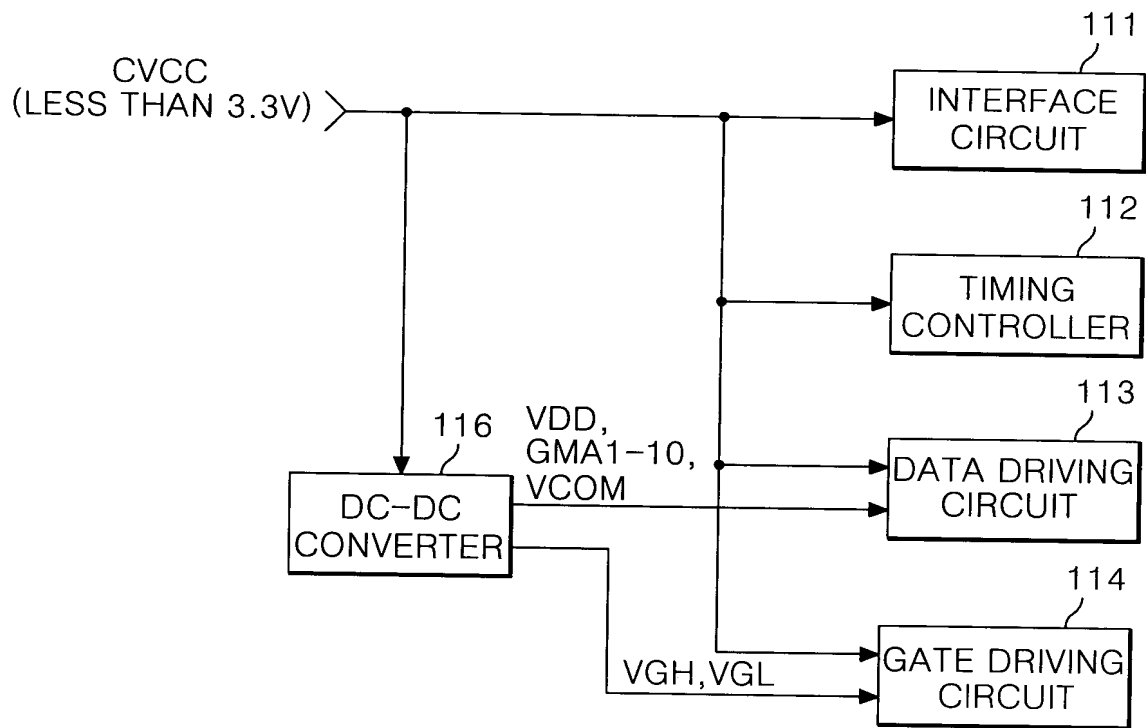 111
CVCC
(LESS THAN 3.3V)
INTERFACE
CIRCUIT
112
TIMING
CONTROLLER
113
116
VDD,
GMA1-10,
VCOM
DATA DRIVING
CIRCUIT
DC-DC
CONVERTER
114
VGH,VGL
GATE DRIVING
CIRCUIT